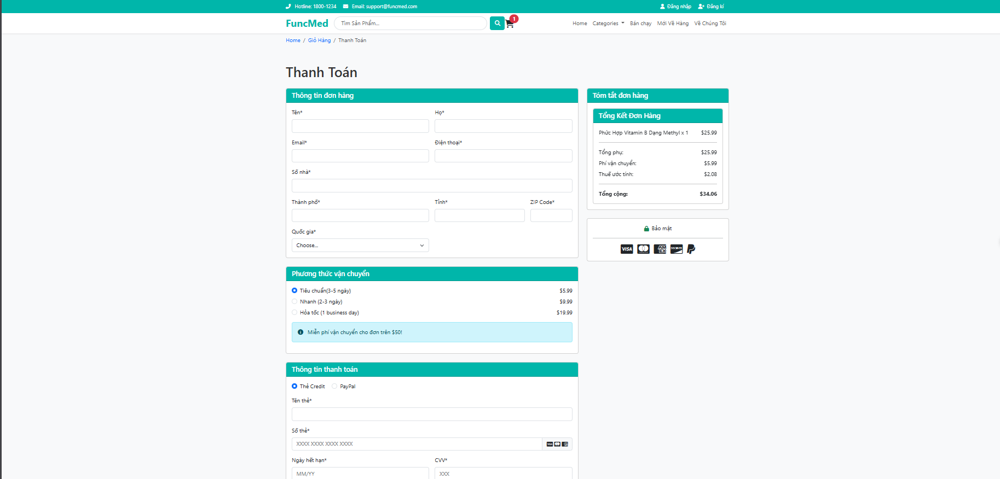 Hotline: 1800-1234 Email: support@funcmed.com Đăng nhập Đăng kí
FuncMed Tìm Sản Phẩm... 1 Home Categories Bán chạy Mới Về Hàng Về Chúng Tôi
Home / Giỏ Hàng / Thanh Toán
Thanh Toán
Thông tin đơn hàng
Tên* Họ*
Email* Điện thoại*
Số nhà*
Thành phố* Tỉnh* ZIP Code*
Quốc gia*
Choose...
Phương thức vận chuyển
Tiêu chuẩn(3-5 ngày) $5.99
Nhanh (2-3 ngày) $9.99
Hỏa tốc (1 business day) $19.99
Miễn phí vận chuyển cho đơn trên $50!
Thông tin thanh toán
Thẻ Credit PayPal
Tên thẻ*
Số thẻ*
XXXX XXXX XXXX XXXX VISA
Ngày hết hạn* CVV*
MM/YY XXX
Tóm tắt đơn hàng
Tổng Kết Đơn Hàng
Phức Hợp Vitamin B Dạng Methyl x 1 $25.99
Tổng phụ: $25.99
Phí vận chuyển: $5.99
Thuế ước tính: $2.08
Tổng cộng: $34.06
Bảo mật
VISA AM EX DISCOVER